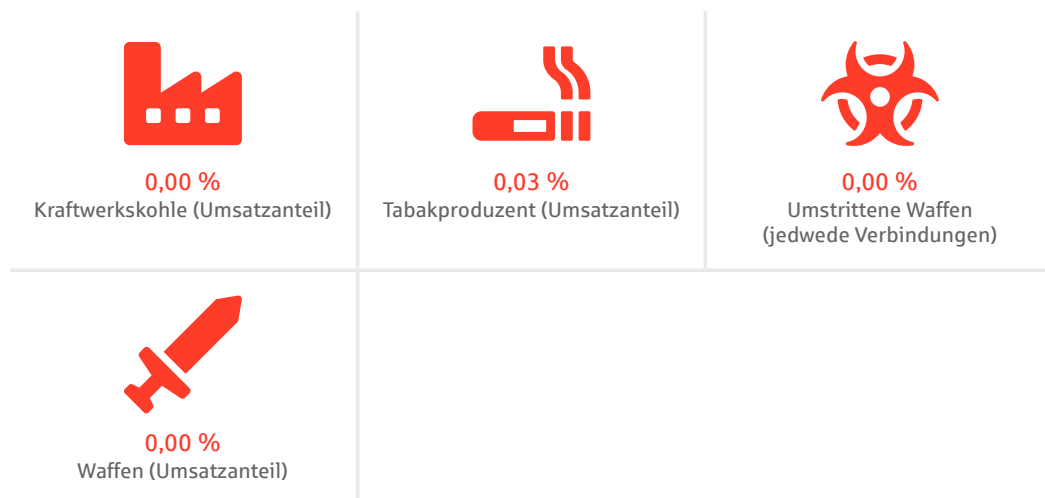 0,00 %
Kraftwerkskohle (Umsatzanteil)
0,03 %
Tabakproduzent (Umsatzanteil)
0,00 %
Umstrittene Waffen
(jedwede Verbindungen)
0,00 %
Waffen (Umsatzanteil)